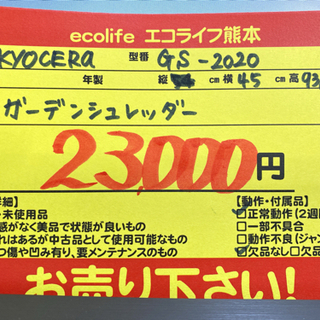 ecolife エコライフ熊本
KYOCERA 型番 GS-2020
年製 縦 cm 横 45 cm 高 93
ガーデンシュレッダー
23,000円
詳細】 【動作・付属品】
・未使用品 正常動作(2週
感がなく美品で状態が良いもの □一部不具合
れはあるが中古品として使用可能なもの □動作不良(ジ
つ傷や凹み有り、要メンテナンスのもの 欠品なし□欠品
お売り下さい!